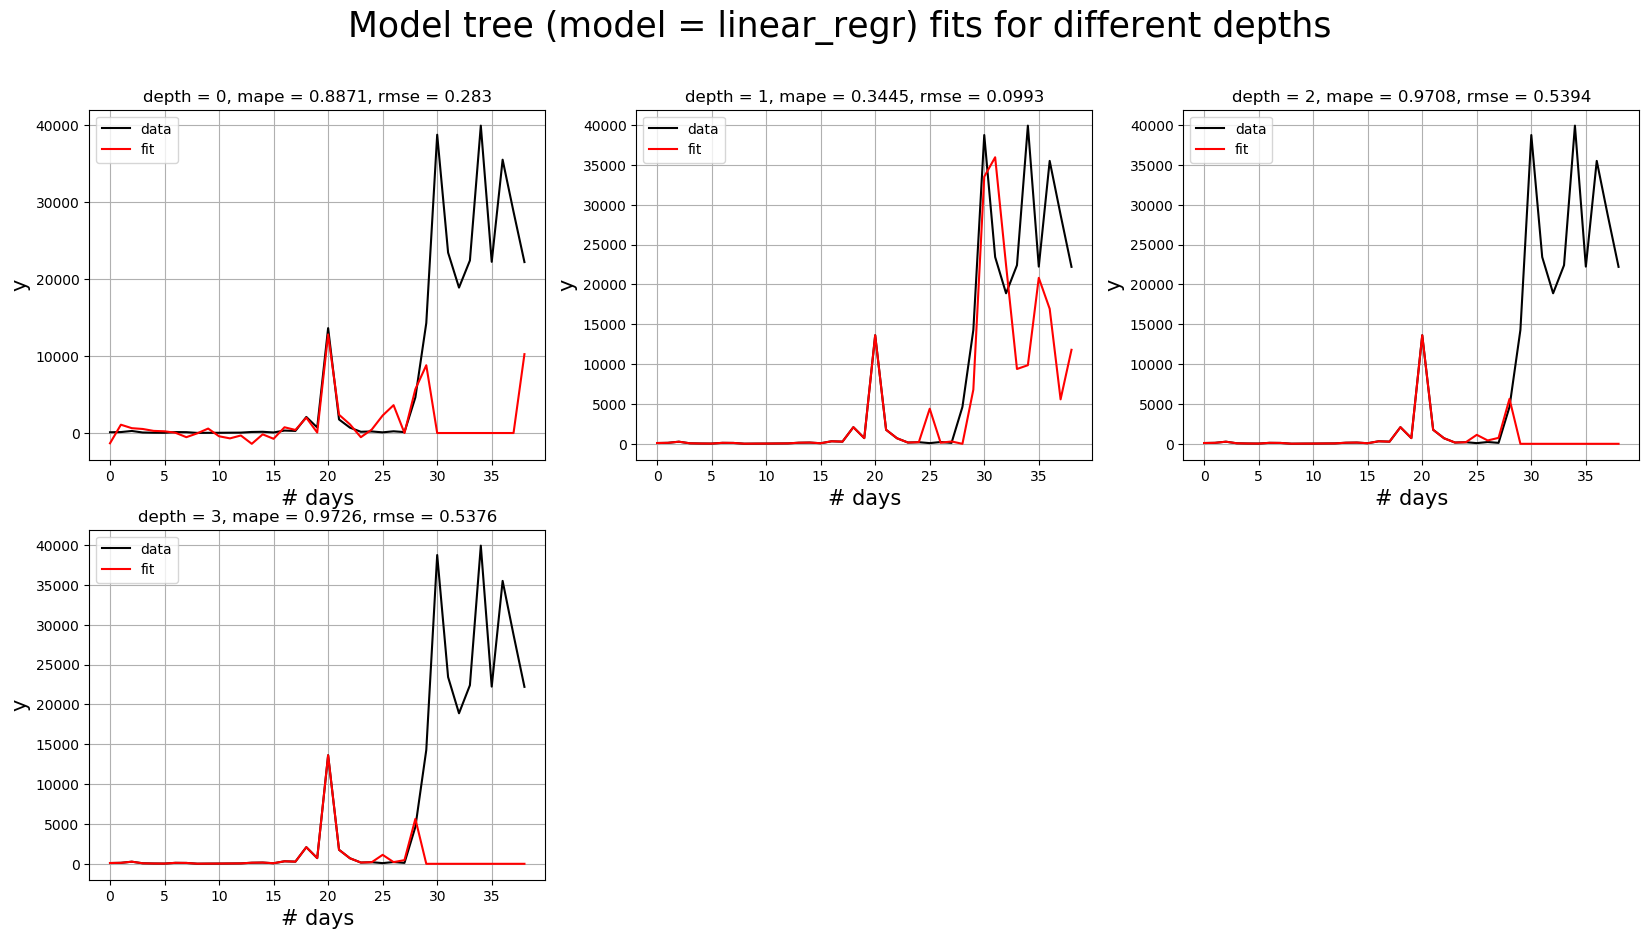 Model tree (model = linear_regr) fits for different depths
depth = 0, mape = 0.8871, rmse = 0.283
data
fit
40000
30000
20000
10000
0
y
0 5 10 15 20 25 30 35
# days
depth = 1, mape = 0.3445, rmse = 0.0993
data
fit
40000
35000
30000
25000
20000
15000
10000
5000
0
y
0 5 10 15 20 25 30 35
# days
depth = 2, mape = 0.9708, rmse = 0.5394
data
fit
40000
35000
30000
25000
20000
15000
10000
5000
0
y
0 5 10 15 20 25 30 35
# days
depth = 3, mape = 0.9726, rmse = 0.5376
data
fit
40000
35000
30000
25000
20000
15000
10000
5000
0
y
0 5 10 15 20 25 30 35
# days